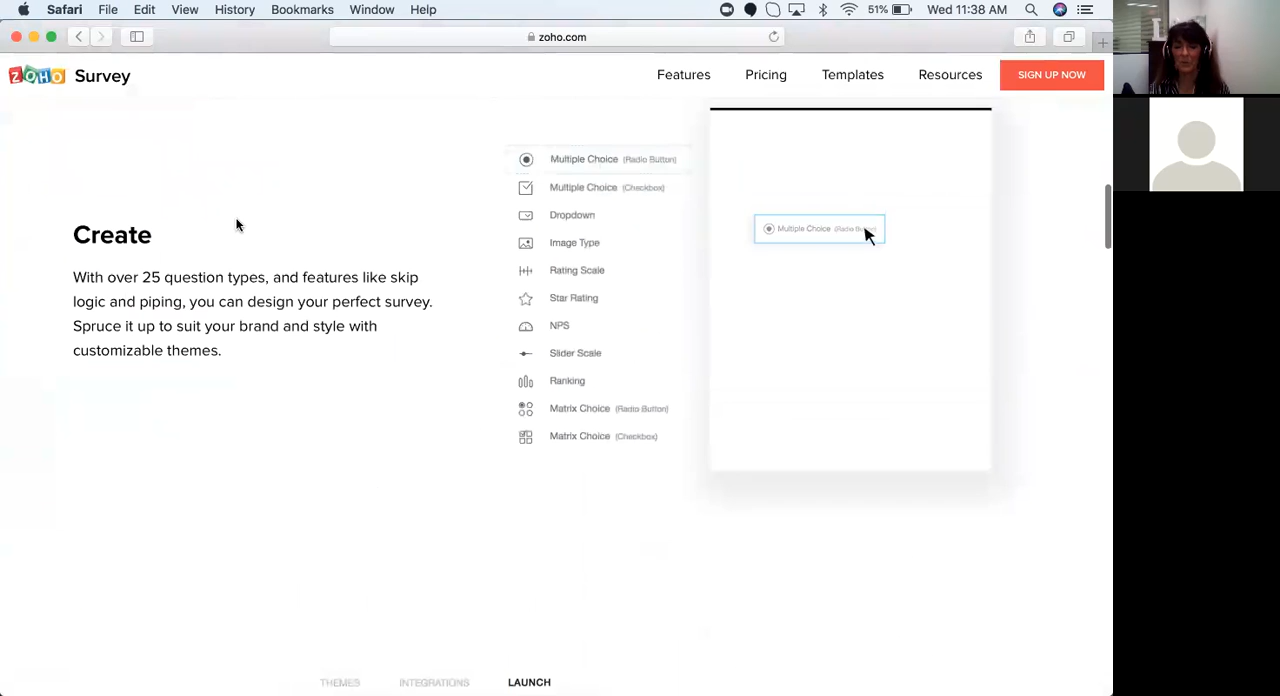 Safari File Edit View History Bookmarks Window Help 51% Wed 11:38 AM
zoho.com
ZOHO Survey Features Pricing Templates Resources SIGN UP NOW
Multiple Choice (Radio Button)
Multiple Choice (Checkbox)
Dropdown
Image Type
Rating Scale
Star Rating
NPS
Slider Scale
Ranking
Matrix Choice (Radio Button)
Matrix Choice (Checkbox)
Multiple Choice (Radio
Create
With over 25 question types, and features like skip
logic and piping, you can design your perfect survey.
Spruce it up to suit your brand and style with
customizable themes.
THEMES INTEGRATIONS LAUNCH